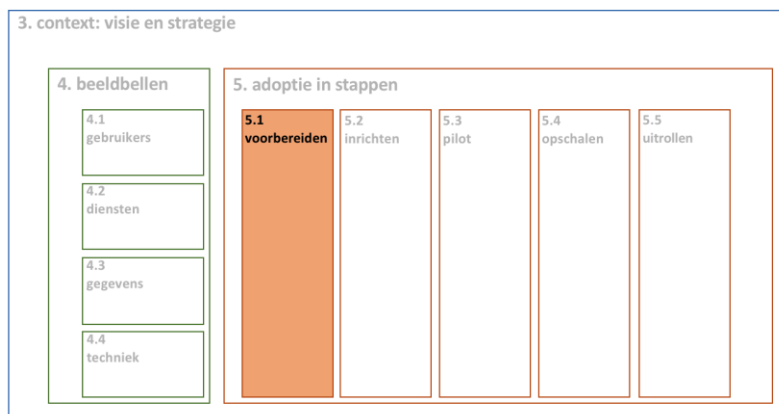 3. context: visie en strategie
4. beeldbellen
4.1
gebruikers
4.2
diensten
4.3
gegevens
4.4
techniek
5. adoptie in stappen
5.1
voorbereiden
5.2
inrichten
5.3
pilot
5.4
opschalen
5.5
uitrollen